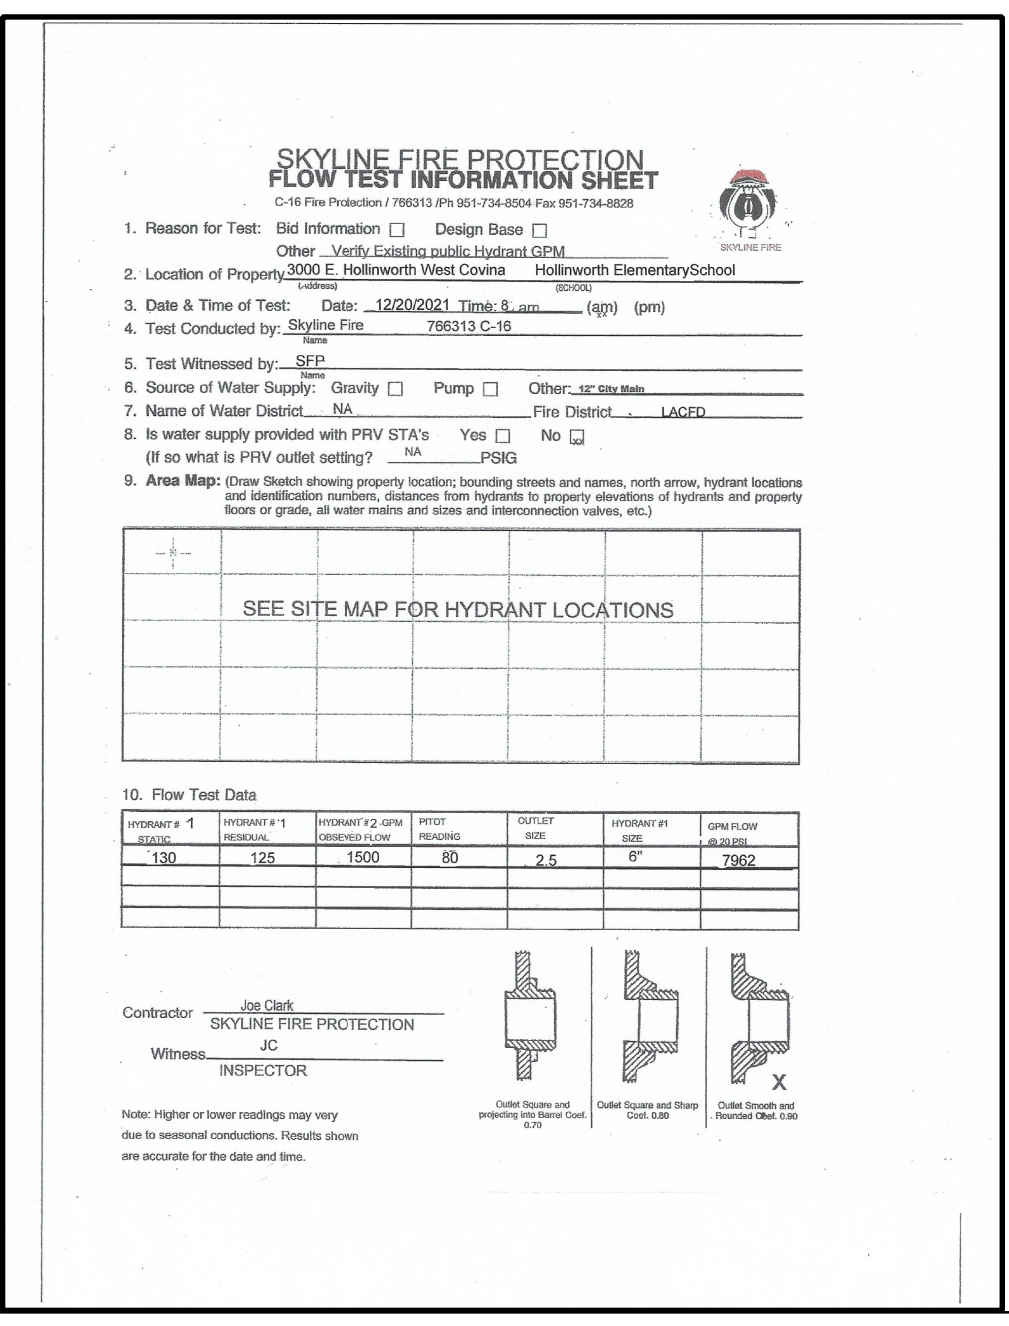 SKYLINE FIRE PROTECTION
FLOW TEST INFORMATION SHEET
C-16 Fire Protection / 766313 /Ph 951-734-8504 Fax 951-734-8828
SKYLINE FIRE
1. Reason for Test: Bid Information ☐ Design Base ☐
Other Verify Existing public Hydrant GPM
2. Location of Property 3000 E. Hollinworth West Covina Hollinworth ElementarySchool
(Address) (SCHOOL)
3. Date & Time of Test: Date: 12/20/2021 Time: 8 am (am) (pm)
4. Test Conducted by: Skyline Fire 766313 C-16
Name
5. Test Witnessed by: SFP
Name
6. Source of Water Supply: Gravity ☐ Pump ☐ Other: 12" City Main
7. Name of Water District NA Fire District LACFD
8. Is water supply provided with PRV STA's Yes ☐ No ☒
(If so what is PRV outlet setting? NA PSIG
9. Area Map: (Draw Sketch showing property location; bounding streets and names, north arrow, hydrant locations
and identification numbers, distances from hydrants to property elevations of hydrants and property
floors or grade, all water mains and sizes and interconnection valves, etc.)
N
SEE SITE MAP FOR HYDRANT LOCATIONS
10. Flow Test Data
HYDRANT # 1 STATIC HYDRANT # 1 RESIDUAL HYDRANT #2 -GPM OBSEVED FLOW PITOT READING OUTLET SIZE HYDRANT #1 SIZE GPM FLOW @ 20 PSI
130 125 1500 80 2.5 6" 7962
Contractor Joe Clark
SKYLINE FIRE PROTECTION
Witness JC
INSPECTOR
X
Outlet Square and
projecting into Barrel Coef.
0.70
Outlet Square and Sharp
Coef. 0.80
Outlet Smooth and
Rounded Coef. 0.90
Note: Higher or lower readings may very
due to seasonal conductions. Results shown
are accurate for the date and time.